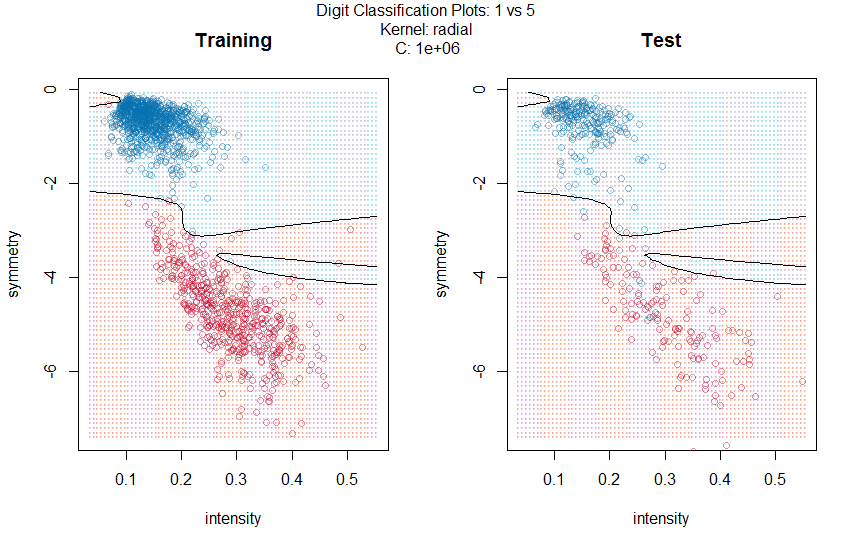 Digit Classification Plots: 1 vs 5
Kernel: radial
C: 1e+06
Training
symmetry
0
-2
-4
-6
0.1 0.2 0.3 0.4 0.5
intensity
Test
symmetry
0
-2
-4
-6
0.1 0.2 0.3 0.4 0.5
intensity